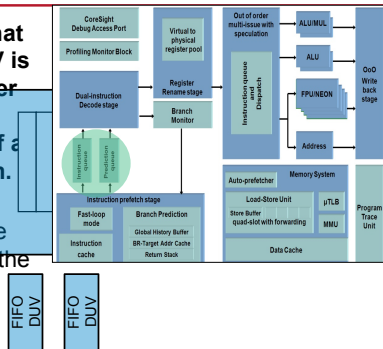 hat
V is
er
f a
n.
e
the
CoreSight
Debug Access Port
Profiling Monitor Block
Dual-instruction
Decode stage
Instruction
queue
Prediction
queue
Virtual to
physical
register pool
Register
Rename stage
Branch
Monitor
Instruction prefetch stage
Fast-loop
mode
Instruction
cache
Branch Prediction
Global History Buffer
BR-Target Addr Cache
Return Stack
Out of order
multi-issue with
speculation
Instruction queue
and
Dispatch
ALU/MUL
ALU
FPU/NEON
Address
OoO
Write
back
stage
Memory System
Auto-prefetcher
Load-Store Unit
Store Buffer
quad-slot with forwarding
µTLB
MMU
Data Cache
Program
Trace
Unit
FIFO
DUV
FIFO
DUV